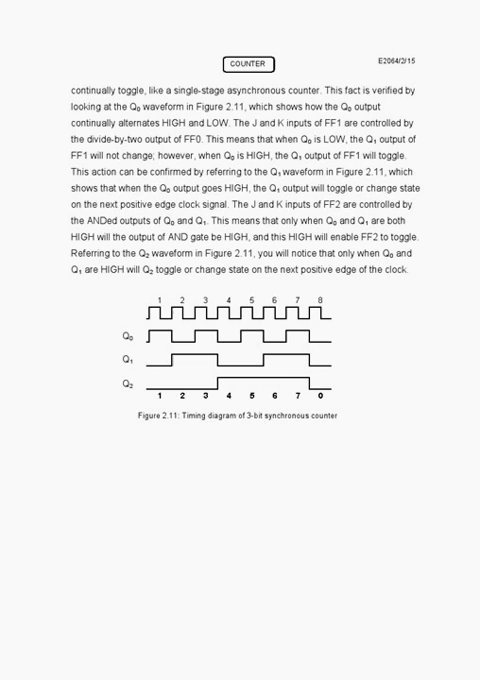 COUNTER
E2064/2/15
continually toggle, like a single-stage asynchronous counter. This fact is verified by
looking at the Q₀ waveform in Figure 2.11, which shows how the Q₀ output
continually alternates HIGH and LOW. The J and K inputs of FF1 are controlled by
the divide-by-two output of FF0. This means that when Q₀ is LOW, the Q₁ output of
FF1 will not change; however, when Q₀ is HIGH, the Q₁ output of FF1 will toggle.
This action can be confirmed by referring to the Q₁ waveform in Figure 2.11, which
shows that when the Q₀ output goes HIGH, the Q₁ output will toggle or change state
on the next positive edge clock signal. The J and K inputs of FF2 are controlled by
the ANDed outputs of Q₀ and Q₁. This means that only when Q₀ and Q₁ are both
HIGH will the output of AND gate be HIGH, and this HIGH will enable FF2 to toggle.
Referring to the Q₂ waveform in Figure 2.11, you will notice that only when Q₀ and
Q₁ are HIGH will Q₂ toggle or change state on the next positive edge of the clock.
1 2 3 4 5 6 7 8
Q₀
Q₁
Q₂
1 2 3 4 5 6 7 0
Figure 2.11: Timing diagram of 3-bit synchronous counter